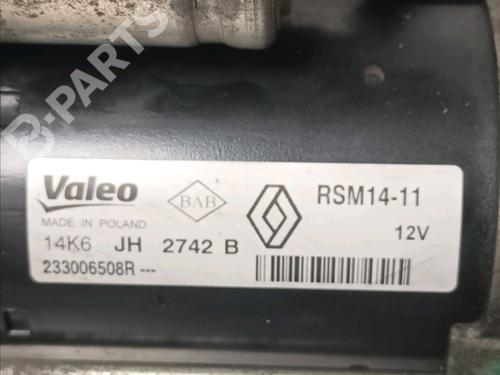 B-PARTS
Valeo
BAB
RSM14-11
MADE IN POLAND
12V
14K6 JH 2742 B
233006508R ---